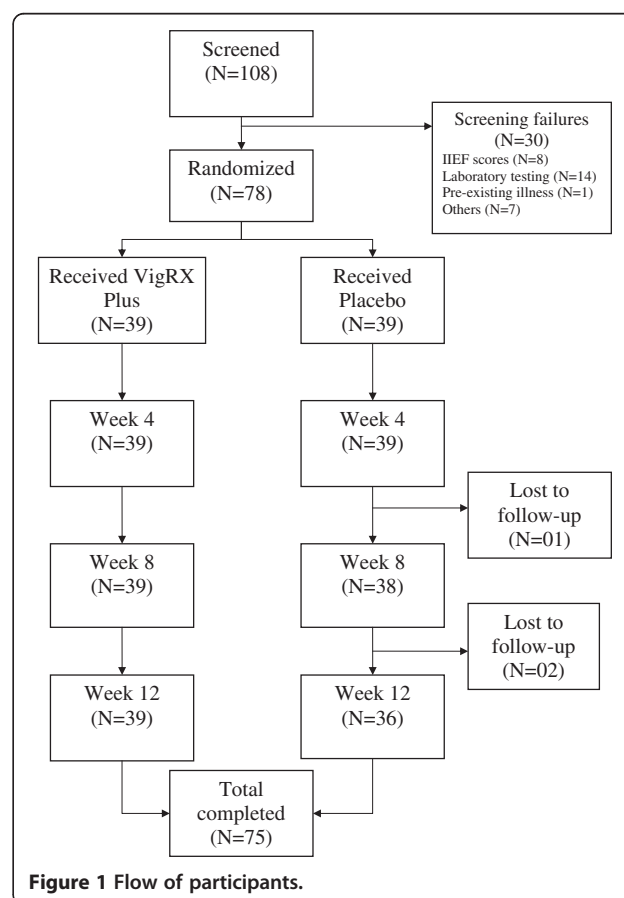 Screened
(N=108)
Screening failures
(N=30)
IIEF scores (N=8)
Laboratory testing (N=14)
Pre-existing illness (N=1)
Others (N=7)
Randomized
(N=78)
Received VigRX
Plus
(N=39)
Received
Placebo
(N=39)
Week 4
(N=39)
Week 4
(N=39)
Lost to
follow-up
(N=01)
Week 8
(N=39)
Week 8
(N=38)
Lost to
follow-up
(N=02)
Week 12
(N=39)
Week 12
(N=36)
Total
completed
(N=75)
Figure 1 Flow of participants.